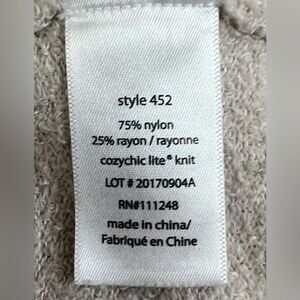 style 452
75% nylon
25% rayon / rayonne
cozychic lite® knit
LOT # 20170904A
RN#111248
made in china/
Fabriqué en Chine